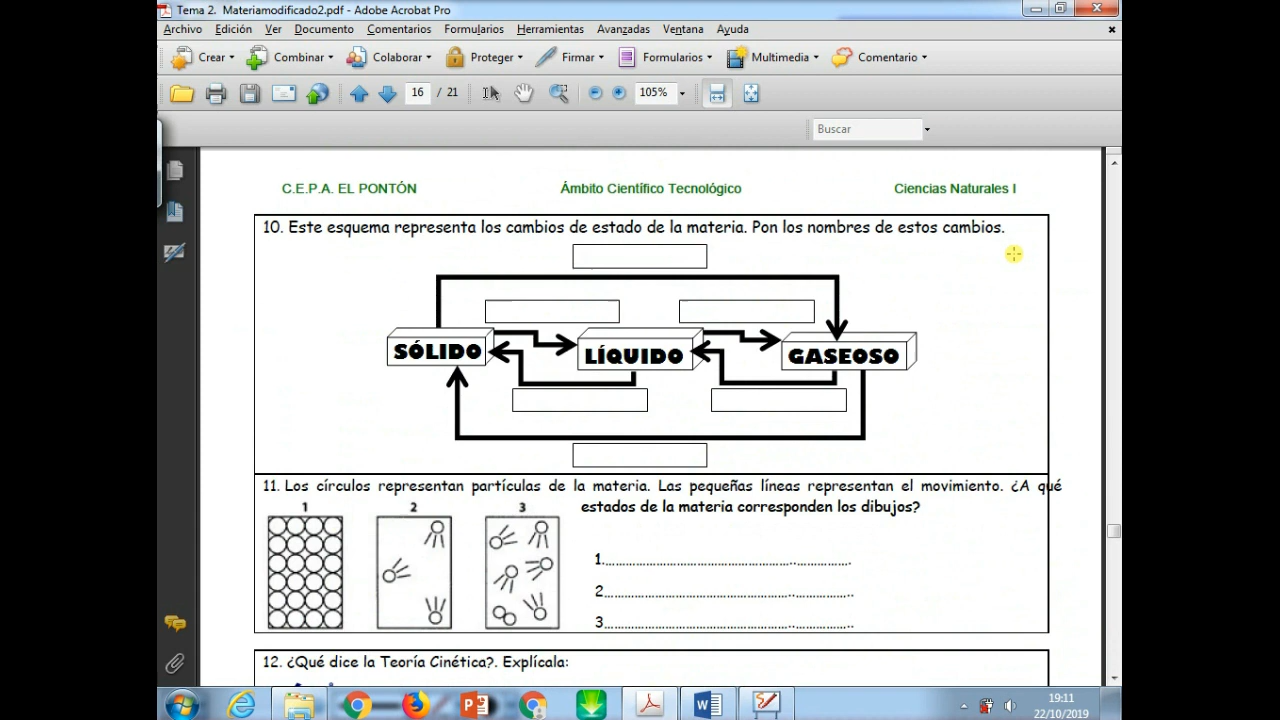 Tema 2.  Materiamodificado2.pdf - Adobe Acrobat Pro
Archivo Edición Ver Documento Comentarios Formularios Herramientas Avanzadas Ventana Ayuda
Crear Combinar Colaborar Proteger Firmar Formularios Multimedia Comentario
16 / 21 105%
Buscar
C.E.P.A. EL PONTÓN Ámbito Científico Tecnológico Ciencias Naturales I
10. Este esquema representa los cambios de estado de la materia. Pon los nombres de estos cambios.
SÓLIDO LÍQUIDO GASEOSO
11. Los círculos representan partículas de la materia. Las pequeñas líneas representan el movimiento. ¿A qué
estados de la materia corresponden los dibujos?
1 2 3
1...............................................................
2...............................................................
3...............................................................
12. ¿Qué dice la Teoría Cinética?. Explícala:
19:11
22/10/2019